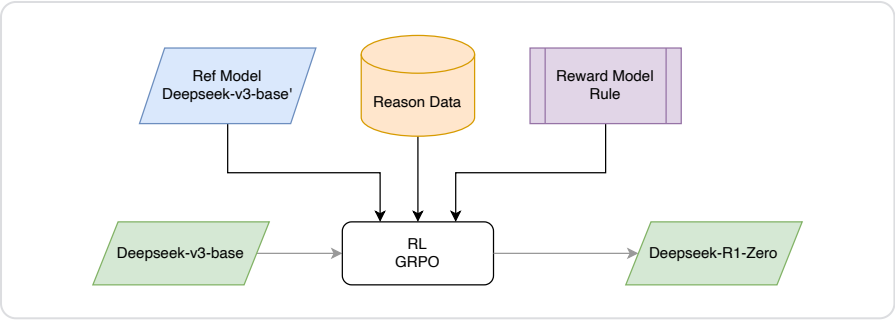 Ref Model
Deepseek-v3-base'
Reason Data
Reward Model
Rule
Deepseek-v3-base
RL
GRPO
Deepseek-R1-Zero